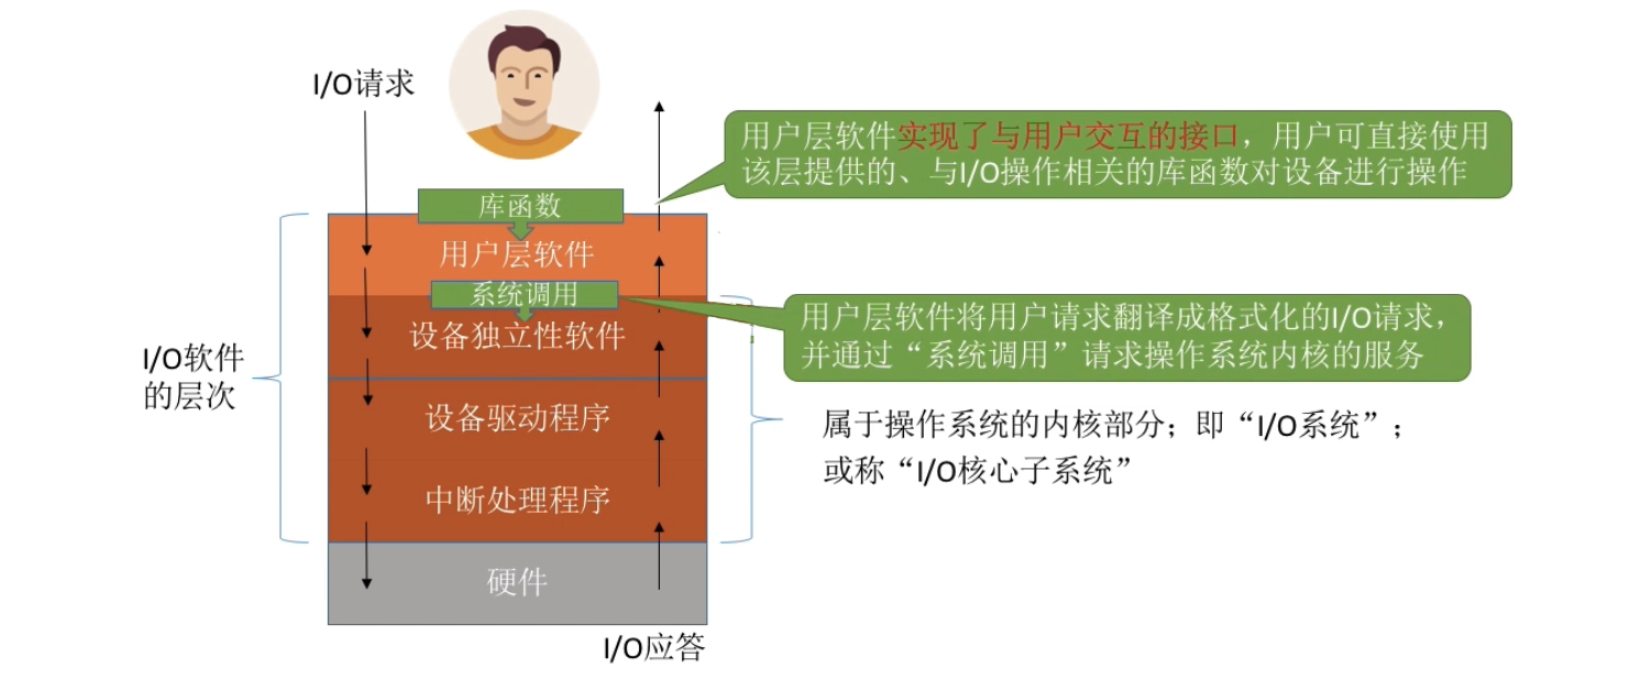 I/O请求
用户层软件实现了与用户交互的接口，用户可直接使用
该层提供的、与I/O操作相关的库函数对设备进行操作
库函数
用户层软件
系统调用
用户层软件将用户请求翻译成格式化的I/O请求，
并通过“系统调用”请求操作系统内核的服务
设备独立性软件
I/O软件
的层次
设备驱动程序
属于操作系统的内核部分；即“I/O系统”；
或称“I/O核心子系统”
中断处理程序
硬件
I/O应答